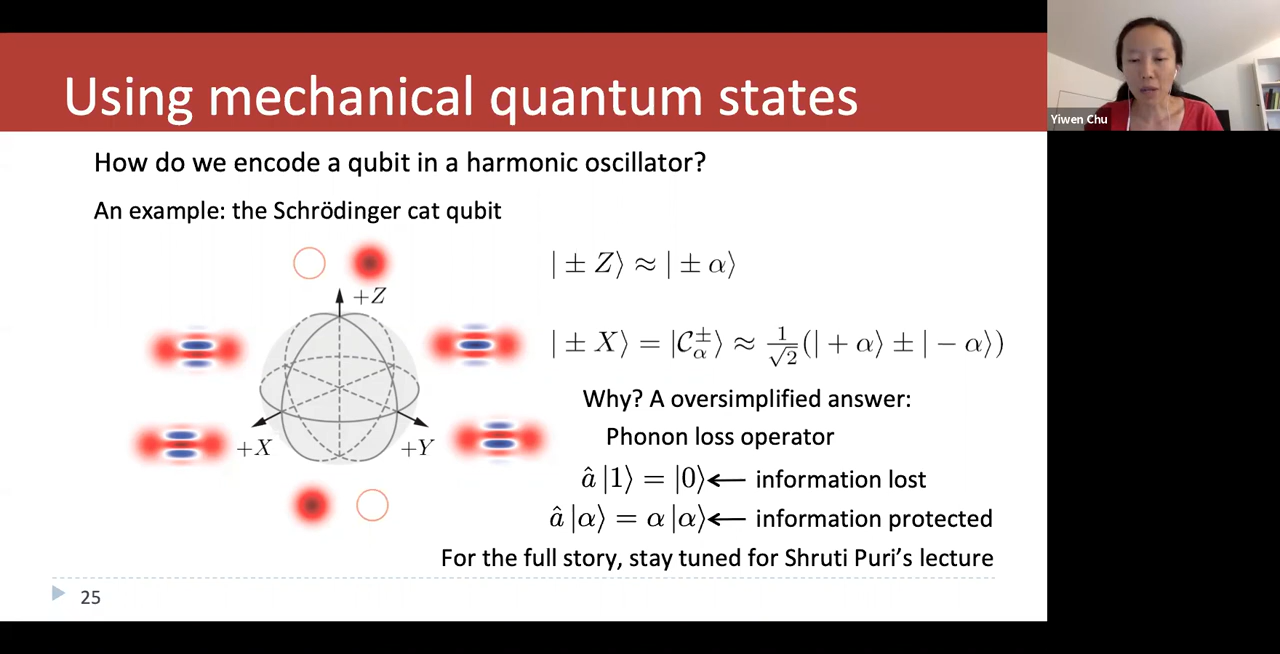 Using mechanical quantum states
Yiwen Chu
How do we encode a qubit in a harmonic oscillator?
An example: the Schrödinger cat qubit
+Z
+X
+Y
| ± Z⟩ ≈ | ± α⟩
| ± X⟩ = |𝒞±α⟩ ≈ 1/√2 (| + α⟩ ± | − α⟩)
Why? A oversimplified answer:
Phonon loss operator
â |1⟩ = |0⟩ ← information lost
â |α⟩ = α |α⟩ ← information protected
For the full story, stay tuned for Shruti Puri's lecture
25